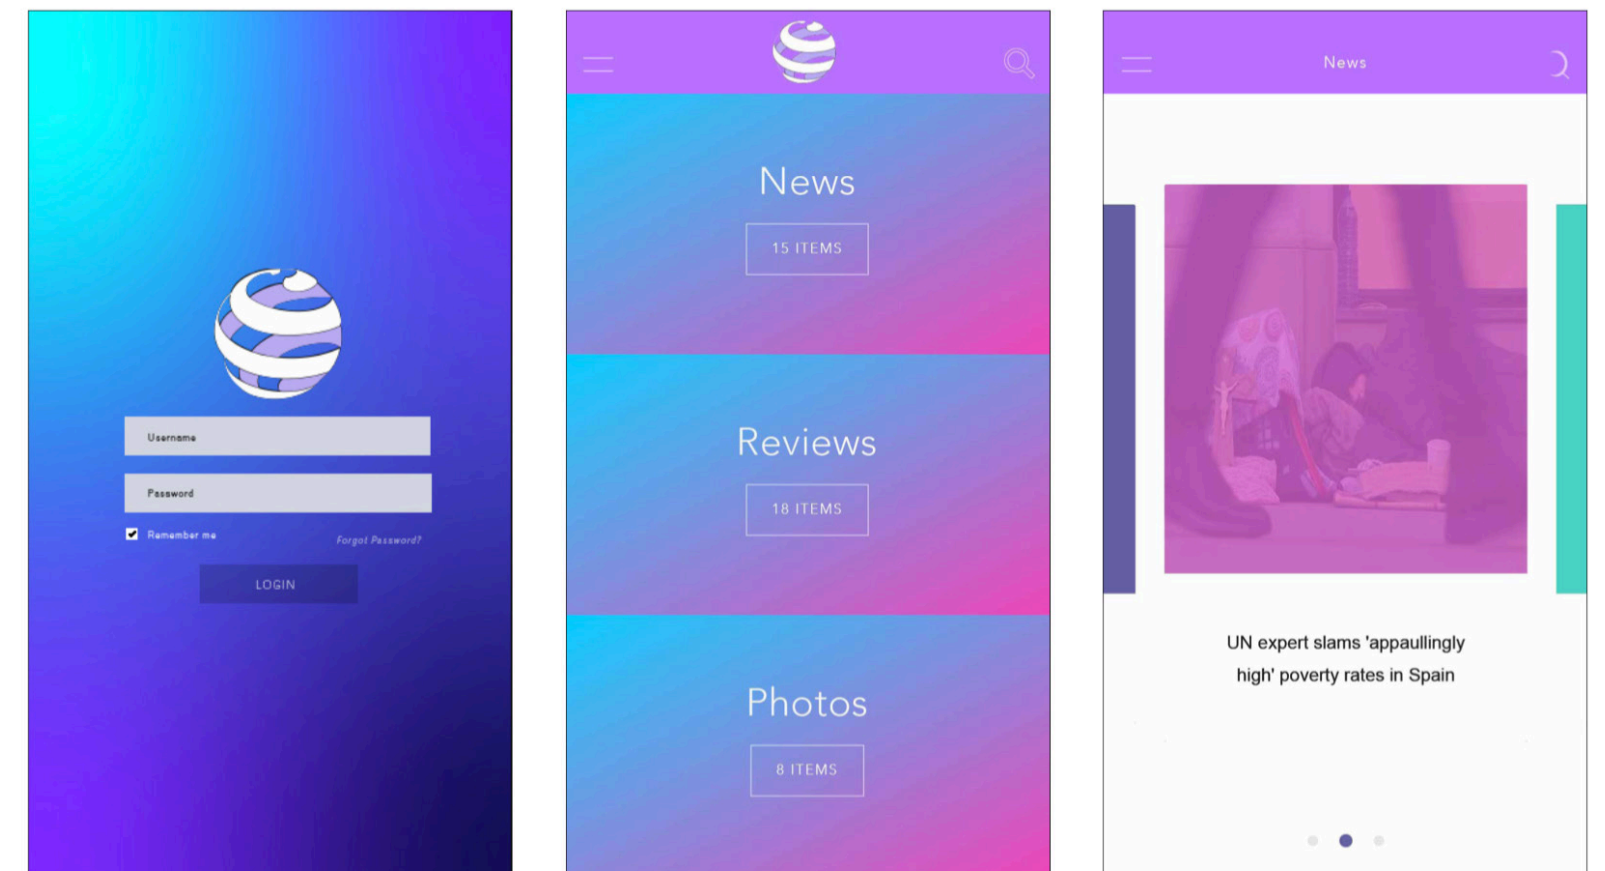 Username
Password
Remember me
Forgot Password?
LOGIN
News
15 ITEMS
Reviews
18 ITEMS
Photos
8 ITEMS
News
UN expert slams 'appaullingly
high' poverty rates in Spain